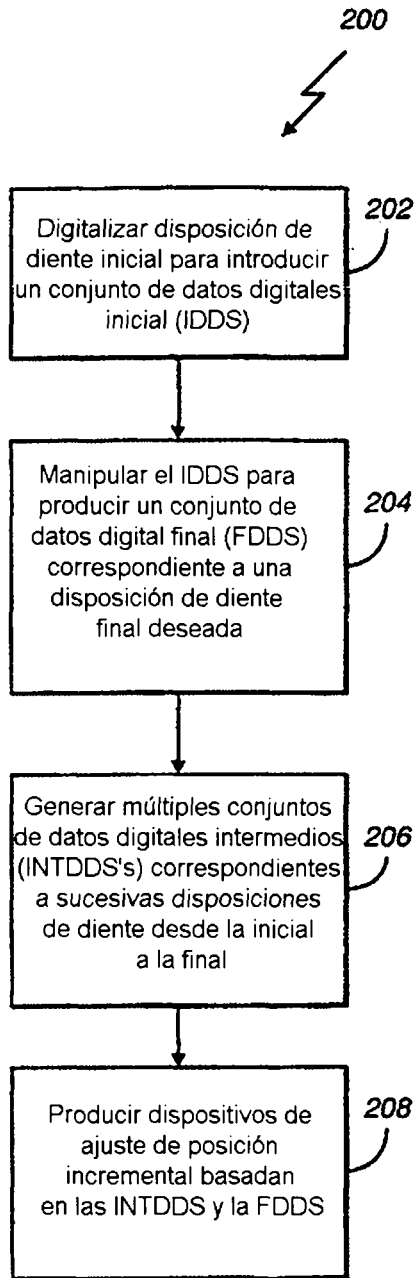 200
Digitalizar disposición de
diente inicial para introducir
un conjunto de datos digitales
inicial (IDDS)
202
Manipular el IDDS para
producir un conjunto de
datos digital final (FDDS)
correspondiente a una
disposición de diente
final deseada
204
Generar múltiples conjuntos
de datos digitales intermedios
(INTDDS's) correspondientes
a sucesivas disposiciones
de diente desde la inicial
a la final
206
Producir dispositivos de
ajuste de posición
incremental basadan
en las INTDDS y la FDDS
208